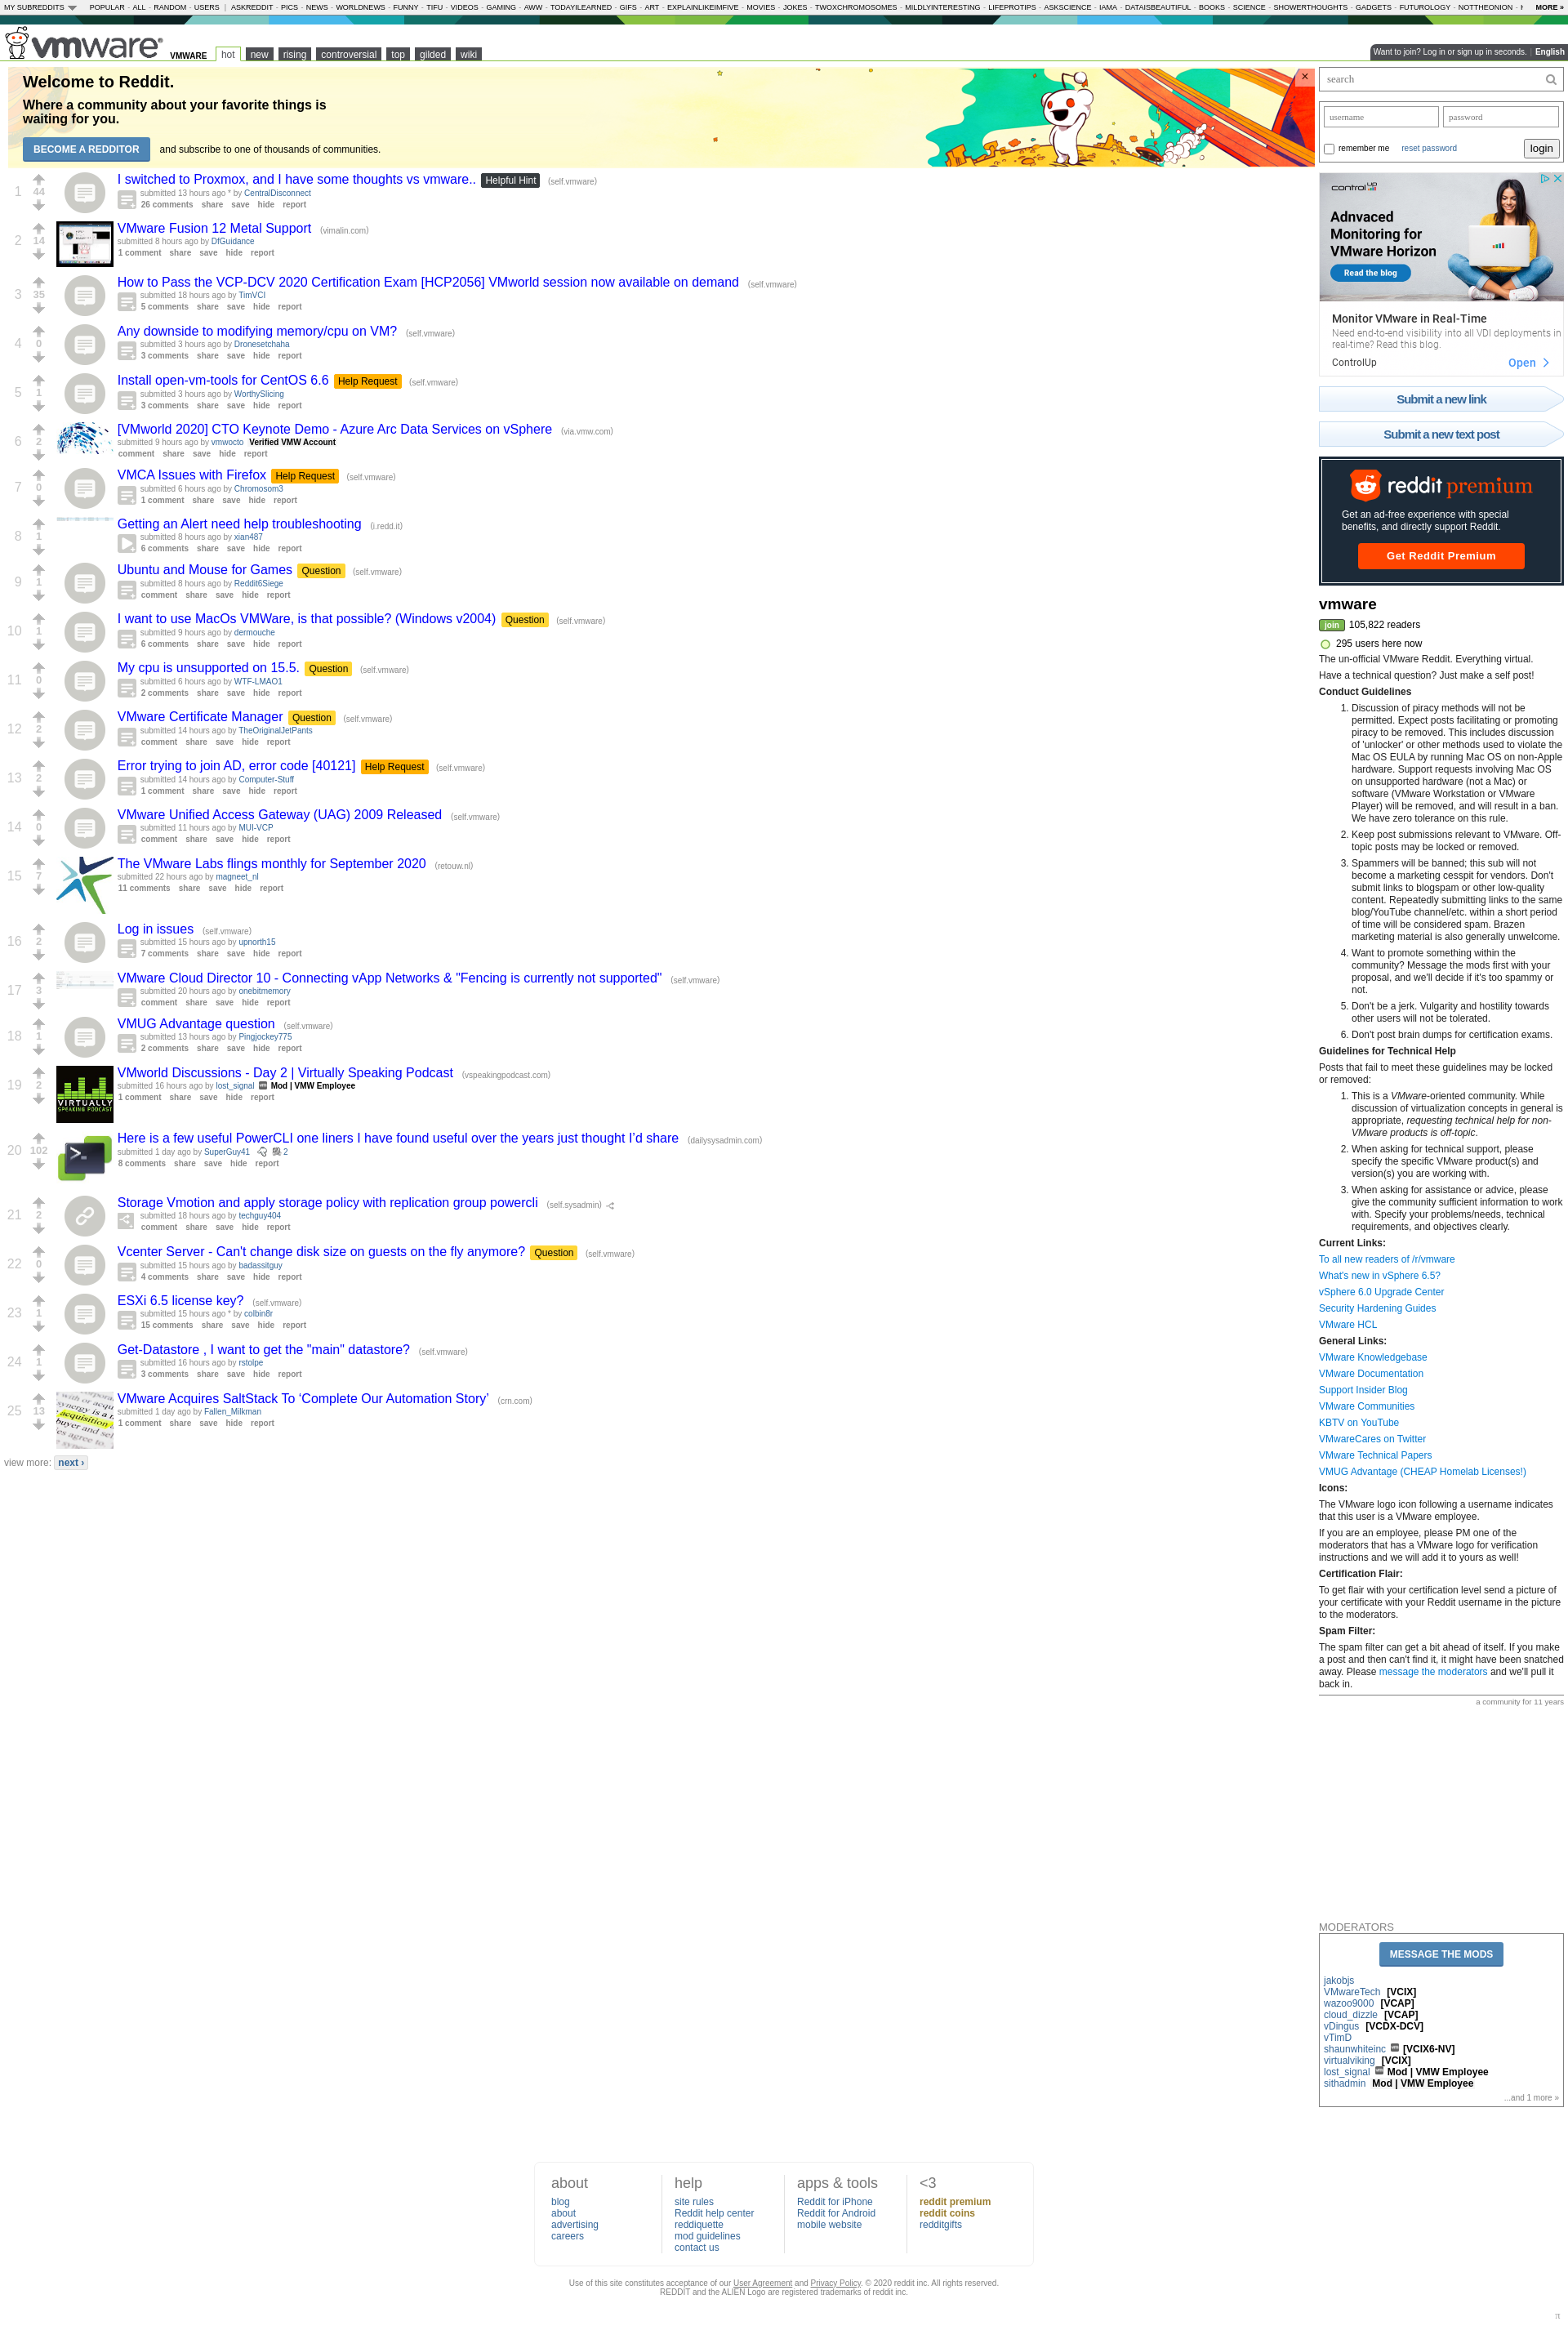 MY SUBREDDITS POPULAR - ALL - RANDOM - USERS | ASKREDDIT - PICS - NEWS - WORLDNEWS - FUNNY - TIFU - VIDEOS - GAMING - AWW - TODAYILEARNED - GIFS - ART - EXPLAINLIKEIMFIVE - MOVIES - JOKES - TWOXCHROMOSOMES - MILDLYINTERESTING - LIFEPROTIPS - ASKSCIENCE - IAMA - DATAISBEAUTIFUL - BOOKS - SCIENCE - SHOWERTHOUGHTS - GADGETS - FUTUROLOGY - NOTTHEONION - MORE »
vmware® VMWARE hot new rising controversial top gilded wiki
Want to join? Log in or sign up in seconds. | English
Welcome to Reddit.
Where a community about your favorite things is
waiting for you.
BECOME A REDDITOR and subscribe to one of thousands of communities.
×
1 44 I switched to Proxmox, and I have some thoughts vs vmware.. Helpful Hint (self.vmware)
submitted 13 hours ago * by CentralDisconnect
26 comments share save hide report
2 14 VMware Fusion 12 Metal Support (vimalin.com)
submitted 8 hours ago by DfGuidance
1 comment share save hide report
3 35 How to Pass the VCP-DCV 2020 Certification Exam [HCP2056] VMworld session now available on demand (self.vmware)
submitted 18 hours ago by TimVCI
5 comments share save hide report
4 0 Any downside to modifying memory/cpu on VM? (self.vmware)
submitted 3 hours ago by Dronesetchaha
3 comments share save hide report
5 1 Install open-vm-tools for CentOS 6.6 Help Request (self.vmware)
submitted 3 hours ago by WorthySlicing
3 comments share save hide report
6 2 [VMworld 2020] CTO Keynote Demo - Azure Arc Data Services on vSphere (via.vmw.com)
submitted 9 hours ago by vmwocto Verified VMW Account
comment share save hide report
7 0 VMCA Issues with Firefox Help Request (self.vmware)
submitted 6 hours ago by Chromosom3
1 comment share save hide report
8 1 Getting an Alert need help troubleshooting (i.redd.it)
submitted 8 hours ago by xian487
6 comments share save hide report
9 1 Ubuntu and Mouse for Games Question (self.vmware)
submitted 8 hours ago by Reddit6Siege
comment share save hide report
10 1 I want to use MacOs VMWare, is that possible? (Windows v2004) Question (self.vmware)
submitted 9 hours ago by dermouche
6 comments share save hide report
11 0 My cpu is unsupported on 15.5. Question (self.vmware)
submitted 6 hours ago by WTF-LMAO1
2 comments share save hide report
12 2 VMware Certificate Manager Question (self.vmware)
submitted 14 hours ago by TheOriginalJetPants
comment share save hide report
13 2 Error trying to join AD, error code [40121] Help Request (self.vmware)
submitted 14 hours ago by Computer-Stuff
1 comment share save hide report
14 0 VMware Unified Access Gateway (UAG) 2009 Released (self.vmware)
submitted 11 hours ago by MUI-VCP
comment share save hide report
15 7 The VMware Labs flings monthly for September 2020 (retouw.nl)
submitted 22 hours ago by magneet_nl
11 comments share save hide report
16 2 Log in issues (self.vmware)
submitted 15 hours ago by upnorth15
7 comments share save hide report
17 3 VMware Cloud Director 10 - Connecting vApp Networks & "Fencing is currently not supported" (self.vmware)
submitted 20 hours ago by onebitmemory
comment share save hide report
18 1 VMUG Advantage question (self.vmware)
submitted 13 hours ago by Pingjockey775
2 comments share save hide report
19 2 VMworld Discussions - Day 2 | Virtually Speaking Podcast (vspeakingpodcast.com)
submitted 16 hours ago by lost_signal Mod | VMW Employee
1 comment share save hide report
VIRTUALLY
SPEAKING PODCAST
20 102 Here is a few useful PowerCLI one liners I have found useful over the years just thought I'd share (dailysysadmin.com)
submitted 1 day ago by SuperGuy41 2
8 comments share save hide report
21 2 Storage Vmotion and apply storage policy with replication group powercli (self.sysadmin)
submitted 18 hours ago by techguy404
comment share save hide report
22 0 Vcenter Server - Can't change disk size on guests on the fly anymore? Question (self.vmware)
submitted 15 hours ago by badassitguy
4 comments share save hide report
23 1 ESXi 6.5 license key? (self.vmware)
submitted 15 hours ago * by colbin8r
15 comments share save hide report
24 1 Get-Datastore , I want to get the "main" datastore? (self.vmware)
submitted 16 hours ago by rstolpe
3 comments share save hide report
25 13 VMware Acquires SaltStack To ‘Complete Our Automation Story’ (crn.com)
submitted 1 day ago by Fallen_Milkman
1 comment share save hide report
acquisition
view more: next ›
search
username password
remember me reset password login
controlup
Adnvaced
Monitoring for
VMware Horizon
Read the blog
Monitor VMware in Real-Time
Need end-to-end visibility into all VDI deployments in
real-time? Read this blog.
ControlUp Open
Submit a new link
Submit a new text post
reddit premium
Get an ad-free experience with special
benefits, and directly support Reddit.
Get Reddit Premium
vmware
join 105,822 readers
295 users here now
The un-official VMware Reddit. Everything virtual.
Have a technical question? Just make a self post!
Conduct Guidelines
1. Discussion of piracy methods will not be
permitted. Expect posts facilitating or promoting
piracy to be removed. This includes discussion
of 'unlocker' or other methods used to violate the
Mac OS EULA by running Mac OS on non-Apple
hardware. Support requests involving Mac OS
on unsupported hardware (not a Mac) or
software (VMware Workstation or VMware
Player) will be removed, and will result in a ban.
We have zero tolerance on this rule.
2. Keep post submissions relevant to VMware. Off-
topic posts may be locked or removed.
3. Spammers will be banned; this sub will not
become a marketing cesspit for vendors. Don't
submit links to blogspam or other low-quality
content. Repeatedly submitting links to the same
blog/YouTube channel/etc. within a short period
of time will be considered spam. Brazen
marketing material is also generally unwelcome.
4. Want to promote something within the
community? Message the mods first with your
proposal, and we'll decide if it's too spammy or
not.
5. Don't be a jerk. Vulgarity and hostility towards
other users will not be tolerated.
6. Don't post brain dumps for certification exams.
Guidelines for Technical Help
Posts that fail to meet these guidelines may be locked
or removed:
1. This is a VMware-oriented community. While
discussion of virtualization concepts in general is
appropriate, requesting technical help for non-
VMware products is off-topic.
2. When asking for technical support, please
specify the specific VMware product(s) and
version(s) you are working with.
3. When asking for assistance or advice, please
give the community sufficient information to work
with. Specify your problems/needs, technical
requirements, and objectives clearly.
Current Links:
To all new readers of /r/vmware
What's new in vSphere 6.5?
vSphere 6.0 Upgrade Center
Security Hardening Guides
VMware HCL
General Links:
VMware Knowledgebase
VMware Documentation
Support Insider Blog
VMware Communities
KBTV on YouTube
VMwareCares on Twitter
VMware Technical Papers
VMUG Advantage (CHEAP Homelab Licenses!)
Icons:
The VMware logo icon following a username indicates
that this user is a VMware employee.
If you are an employee, please PM one of the
moderators that has a VMware logo for verification
instructions and we will add it to yours as well!
Certification Flair:
To get flair with your certification level send a picture of
your certificate with your Reddit username in the picture
to the moderators.
Spam Filter:
The spam filter can get a bit ahead of itself. If you make
a post and then can't find it, it might have been snatched
away. Please message the moderators and we'll pull it
back in.
a community for 11 years
MODERATORS
MESSAGE THE MODS
jakobjs
VMwareTech [VCIX]
wazoo9000 [VCAP]
cloud_dizzle [VCAP]
vDingus [VCDX-DCV]
vTimD
shaunwhiteinc [VCIX6-NV]
virtualviking [VCIX]
lost_signal Mod | VMW Employee
sithadmin Mod | VMW Employee
...and 1 more »
about
blog
about
advertising
careers
help
site rules
Reddit help center
reddiquette
mod guidelines
contact us
apps & tools
Reddit for iPhone
Reddit for Android
mobile website
<3
reddit premium
reddit coins
redditgifts
Use of this site constitutes acceptance of our User Agreement and Privacy Policy. © 2020 reddit inc. All rights reserved.
REDDIT and the ALIEN Logo are registered trademarks of reddit inc.
π